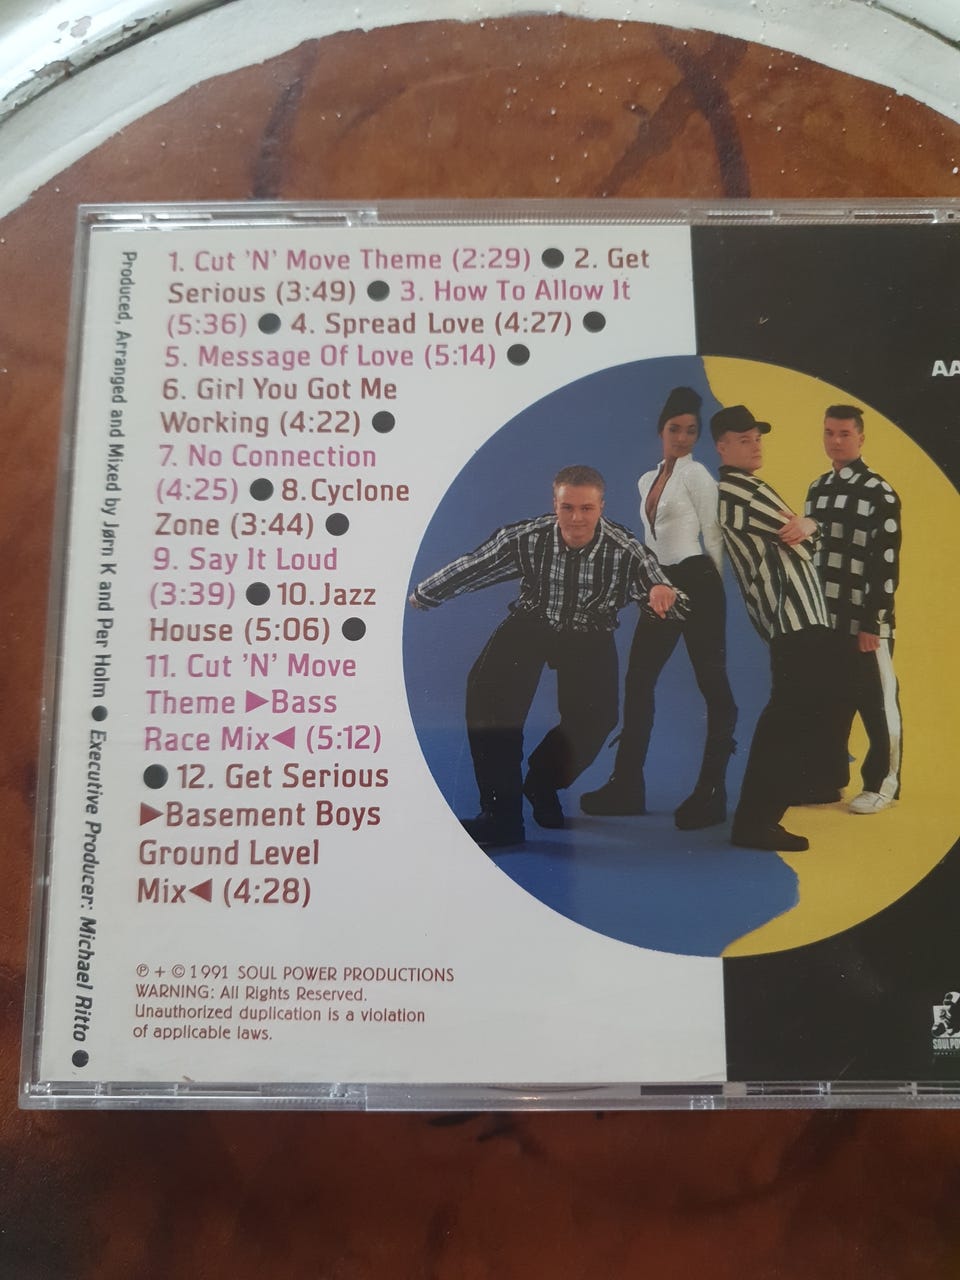 1. Cut 'N' Move Theme (2:29) ● 2. Get
Serious (3:49) ● 3. How To Allow It
(5:36) ● 4. Spread Love (4:27) ●
5. Message Of Love (5:14) ●
6. Girl You Got Me
Working (4:22) ●
7. No Connection
(4:25) ● 8.Cyclone
Zone (3:44) ●
9. Say It Loud
(3:39) ● 10.Jazz
House (5:06) ●
11. Cut 'N' Move
Theme ▶Bass
Race Mix◀ (5:12)
● 12. Get Serious
▶Basement Boys
Ground Level
Mix◀ (4:28)
℗ + © 1991 SOUL POWER PRODUCTIONS
WARNING: All Rights Reserved.
Unauthorized duplication is a violation
of applicable laws.
Produced, Arranged and Mixed by Jørn K and Per Holm ● Executive Producer: Michael Ritto ●
AA